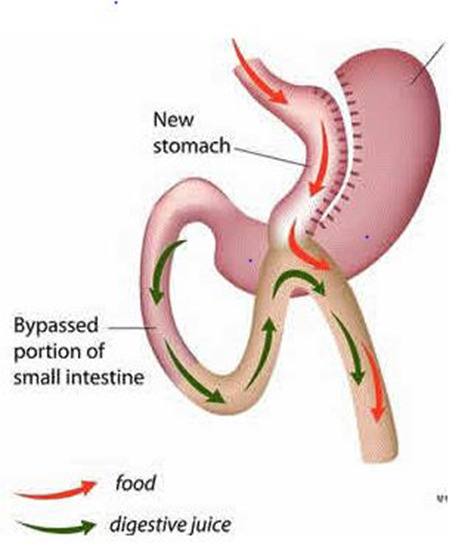 New
stomach
Bypassed
portion of
small intestine
food
digestive juice